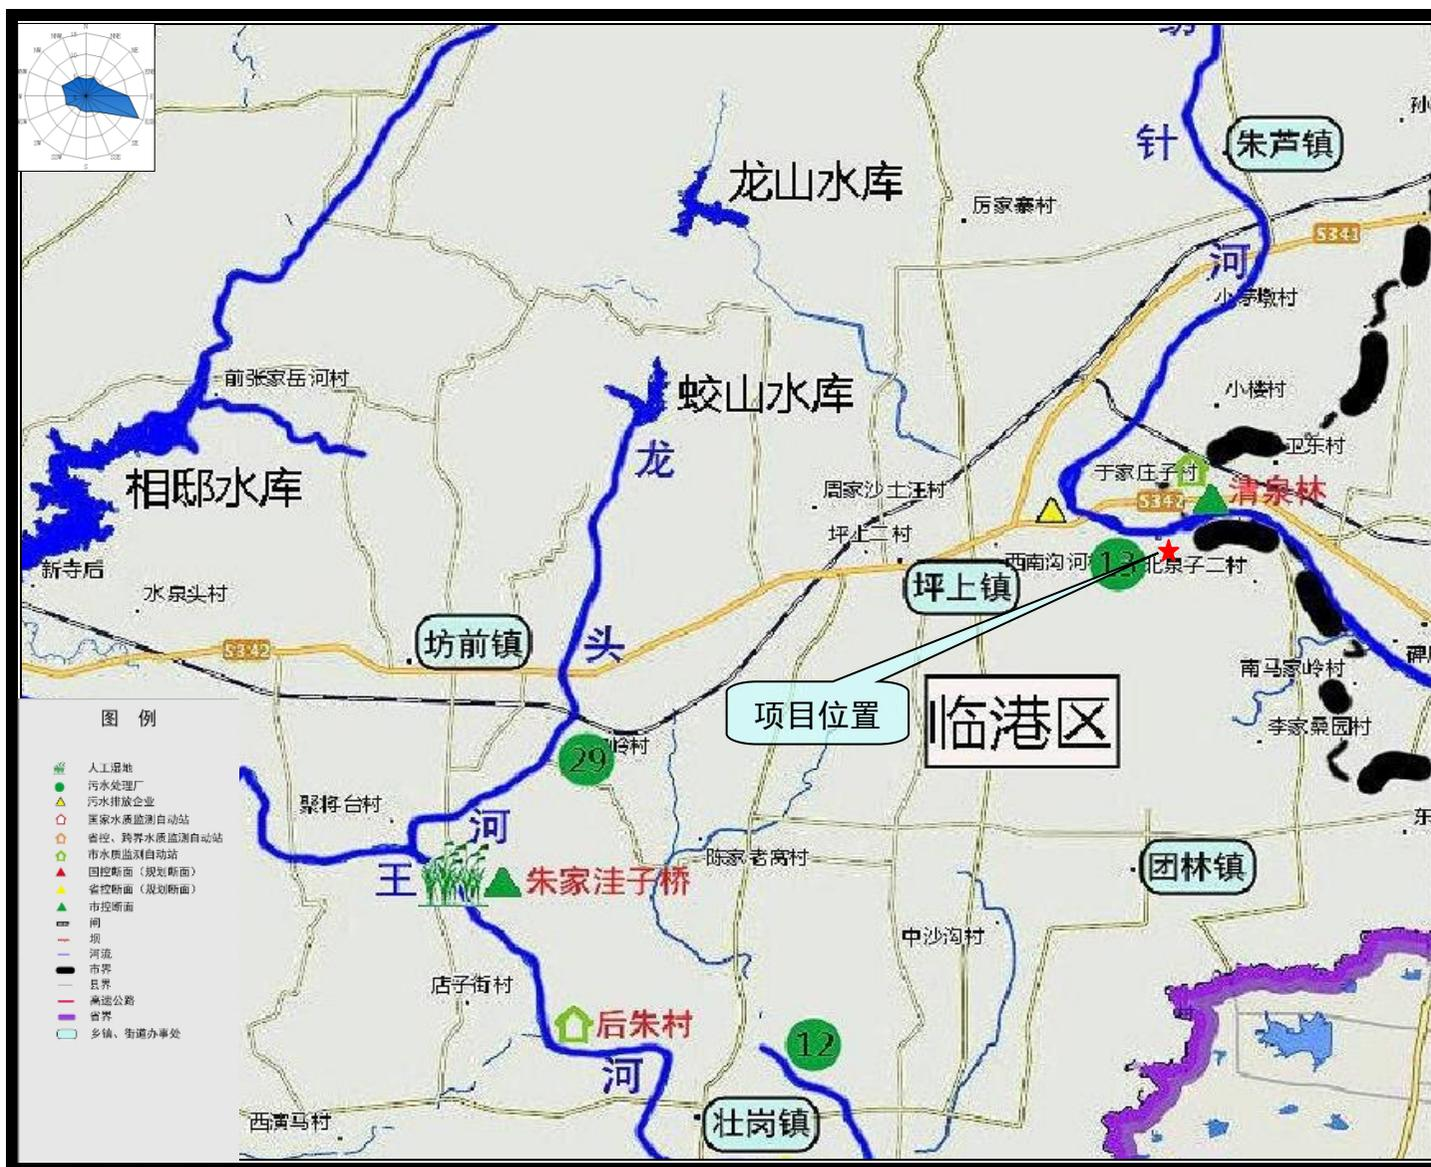 针
朱芦镇
龙山水库
厉家寨村
S341
河
小茅墩村
前张家岳河村
蛟山水库
小楼村
龙
卫东村
于家庄子村
相邸水库
周家沙土汪村
S342
清泉林
坪上二村
新寺后
西南沟河
13
北泉子二村
水泉头村
坪上镇
坊前镇
头
S342
南马家岭村
项目位置
临港区
李家桑园村
图 例
岭村
29
人工湿地
污水处理厂
污水排放企业
国家水质监测自动站
省控、跨界水质监测自动站
市水质监测自动站
国控断面（规划断面）
省控断面（规划断面）
市控断面
闸
坝
河流
市界
县界
高速公路
省界
乡镇、街道办事处
聚将台村
河
东
陈家老窝村
团林镇
王
朱家洼子桥
中沙沟村
店子街村
后朱村
12
河
壮岗镇
西演马村